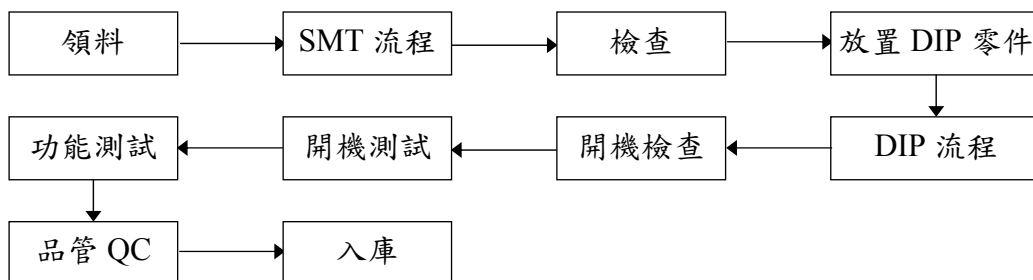 領料
SMT 流程
檢查
放置 DIP 零件
功能測試
開機測試
開機檢查
DIP 流程
品管 QC
入庫